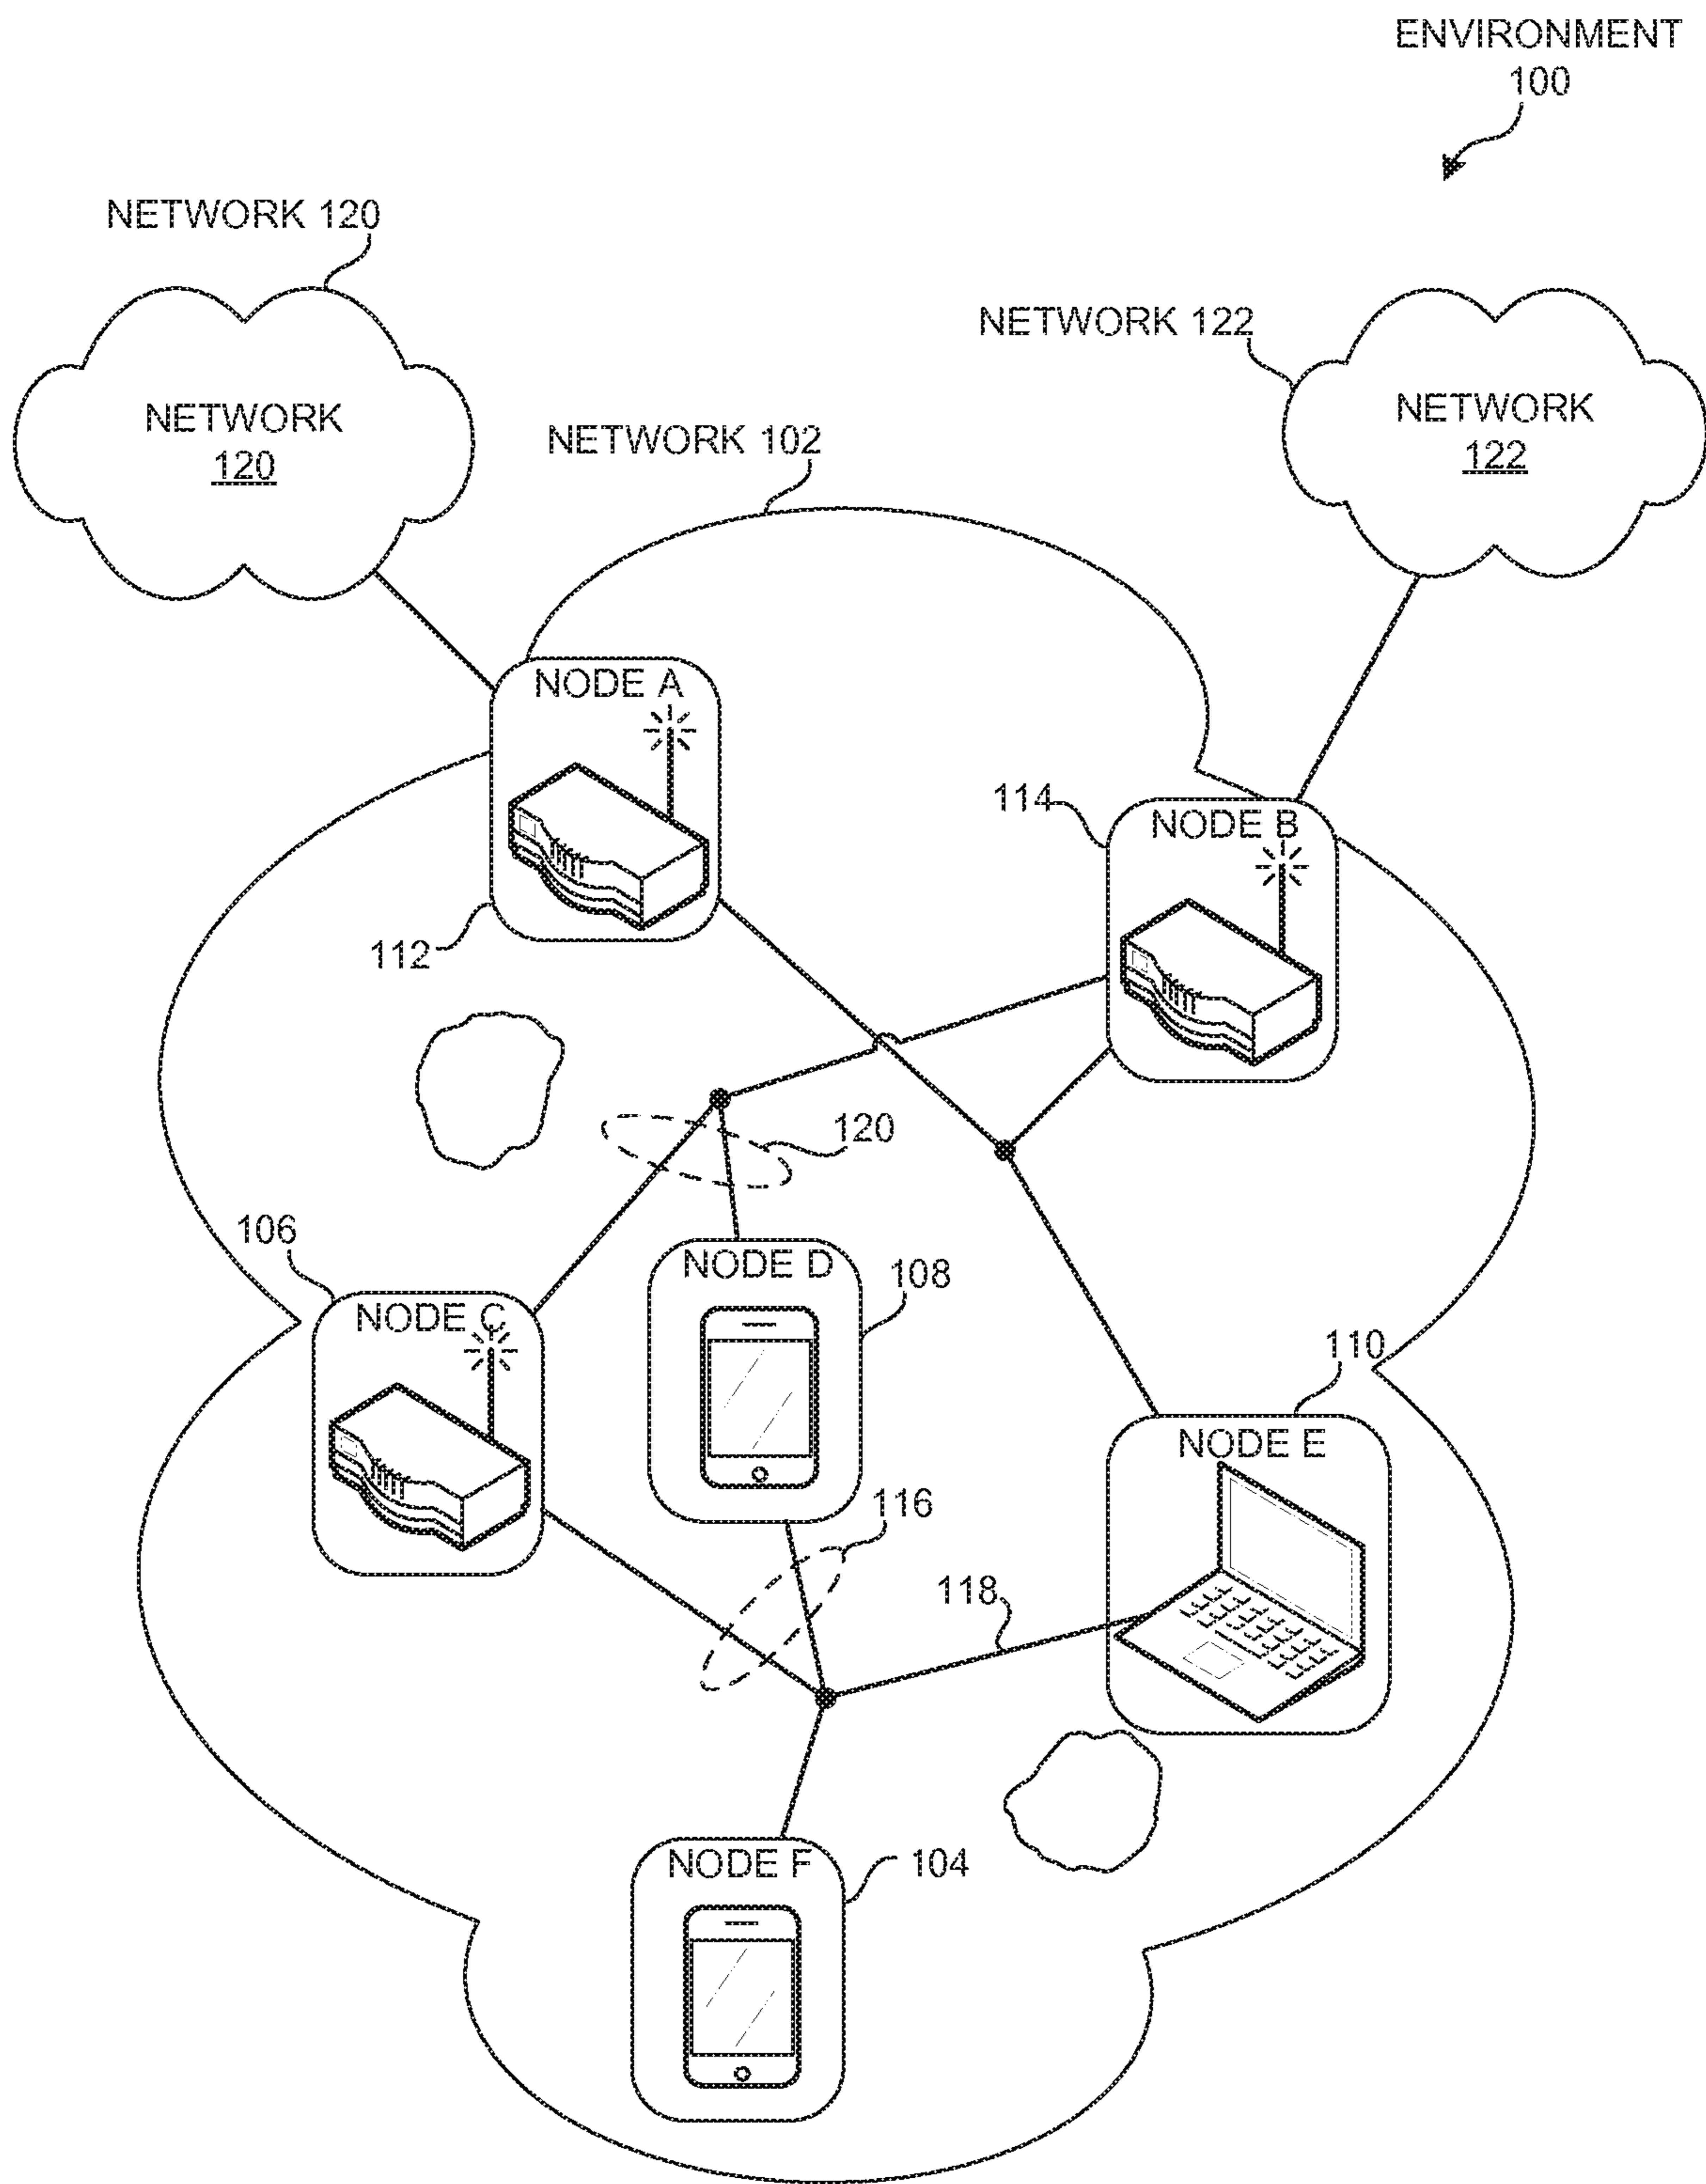 ENVIRONMENT
100
NETWORK 120
NETWORK 122
NETWORK
120
NETWORK
122
NETWORK 102
NODE A
114
NODE B
112
120
106
NODE D
108
NODE C
110
NODE E
116
118
NODE F
104